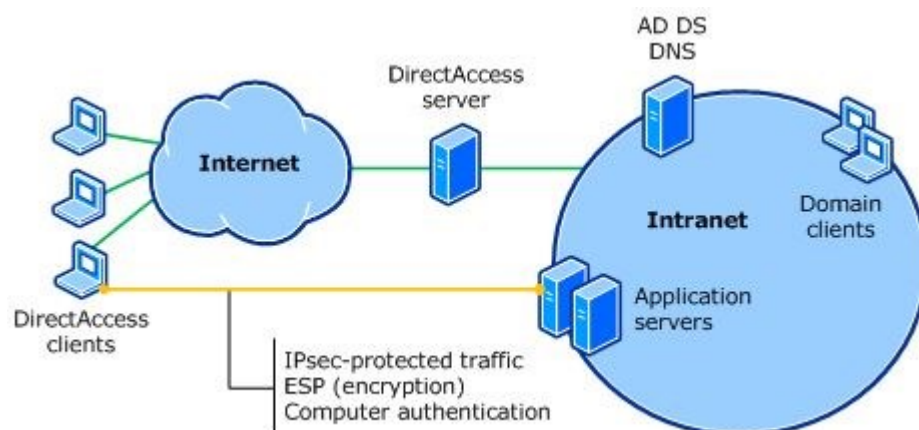 AD DS
DNS
DirectAccess
server
Internet
Intranet
Domain
clients
Application
servers
DirectAccess
clients
IPsec-protected traffic
ESP (encryption)
Computer authentication